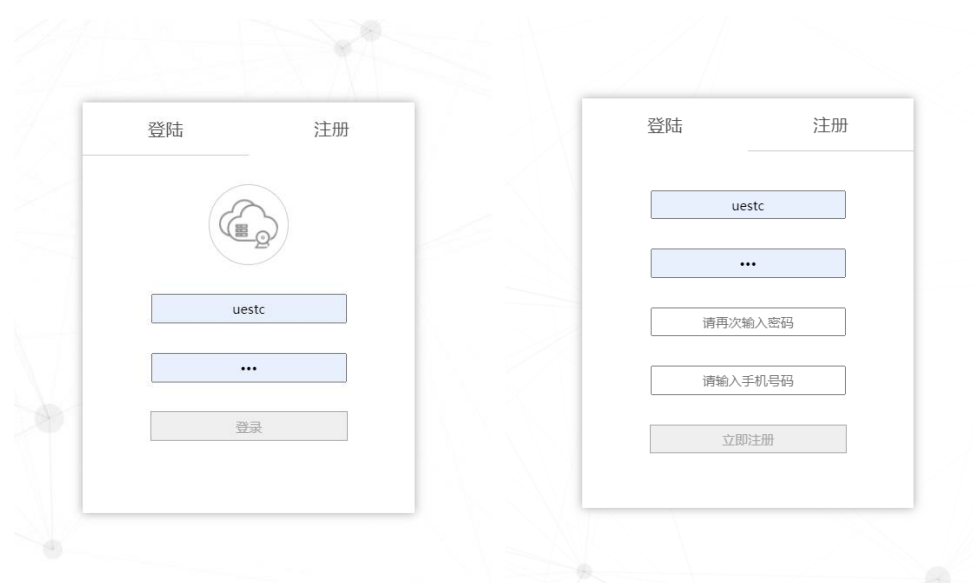 登陆
注册
uestc
•••
登录
登陆
注册
uestc
•••
请再次输入密码
请输入手机号码
立即注册